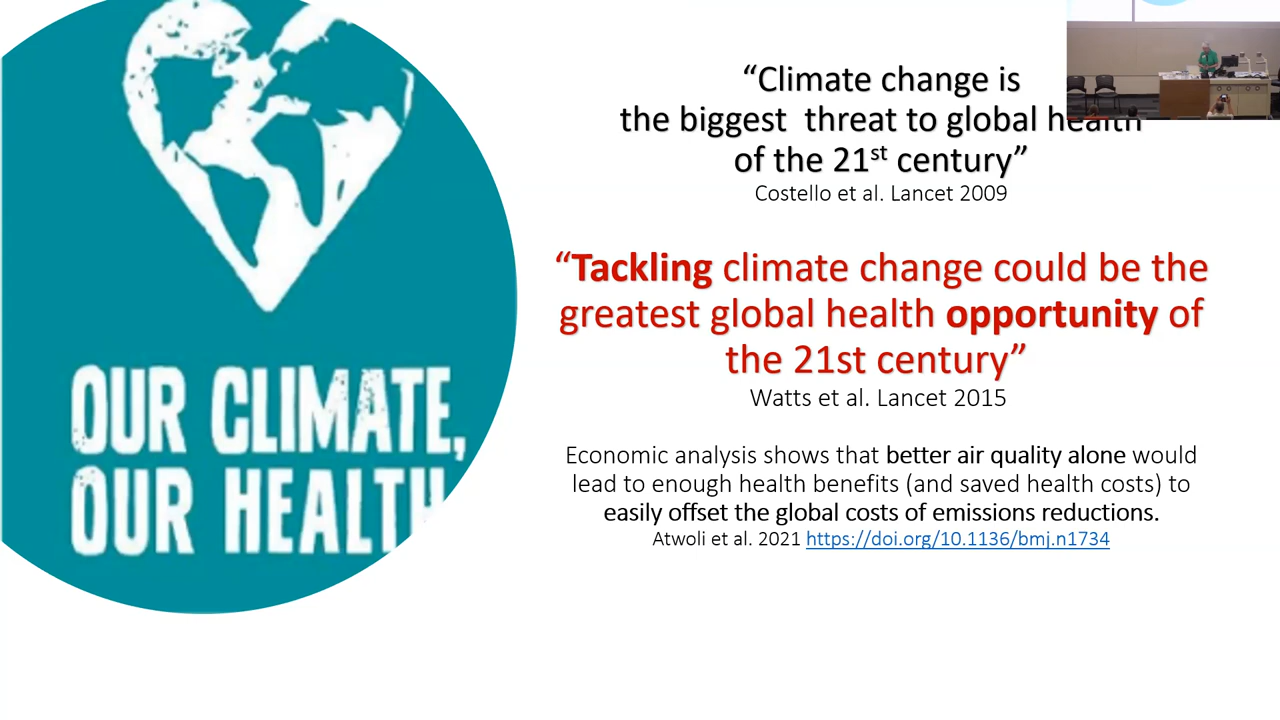 “Climate change is
the biggest  threat to global health
of the 21st century”
Costello et al. Lancet 2009
“Tackling climate change could be the
greatest global health opportunity of
the 21st century”
Watts et al. Lancet 2015
Economic analysis shows that better air quality alone would
lead to enough health benefits (and saved health costs) to
easily offset the global costs of emissions reductions.
Atwoli et al. 2021 https://doi.org/10.1136/bmj.n1734
OUR CLIMATE,
OUR HEALTH